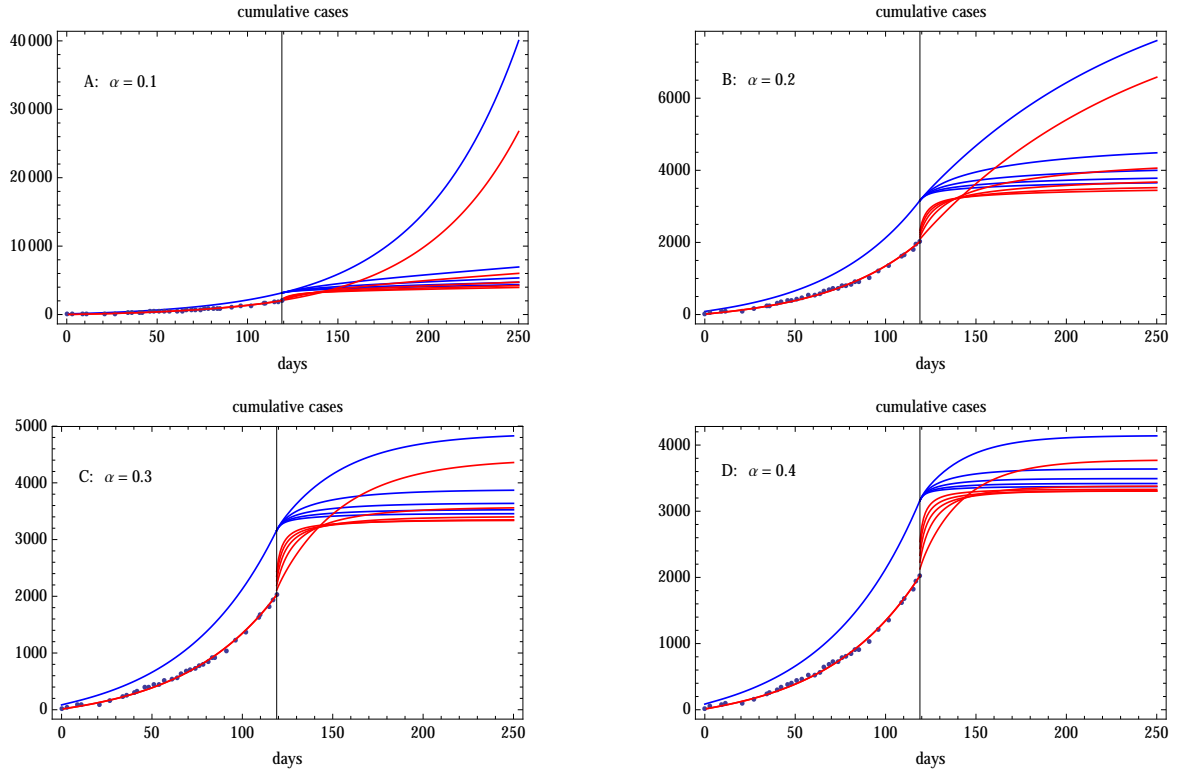 cumulative cases
A: α = 0.1
40 000
30 000
20 000
10 000
0
0 50 100 150 200 250
days
cumulative cases
B: α = 0.2
6000
4000
2000
0
0 50 100 150 200 250
days
cumulative cases
C: α = 0.3
5000
4000
3000
2000
1000
0
0 50 100 150 200 250
days
cumulative cases
D: α = 0.4
4000
3000
2000
1000
0
0 50 100 150 200 250
days